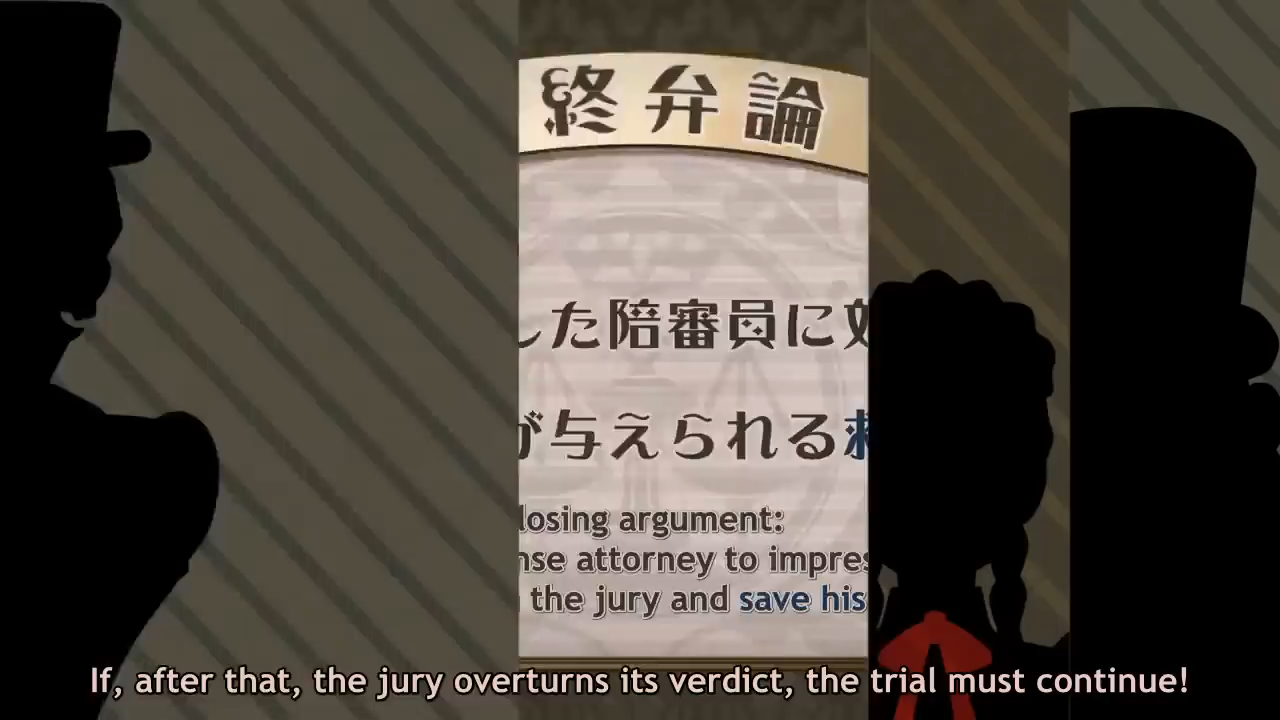 終弁論
した陪審員に
が与えられる
losing argument:
nse attorney to impres
the jury and save his
If, after that, the jury overturns its verdict, the trial must continue!